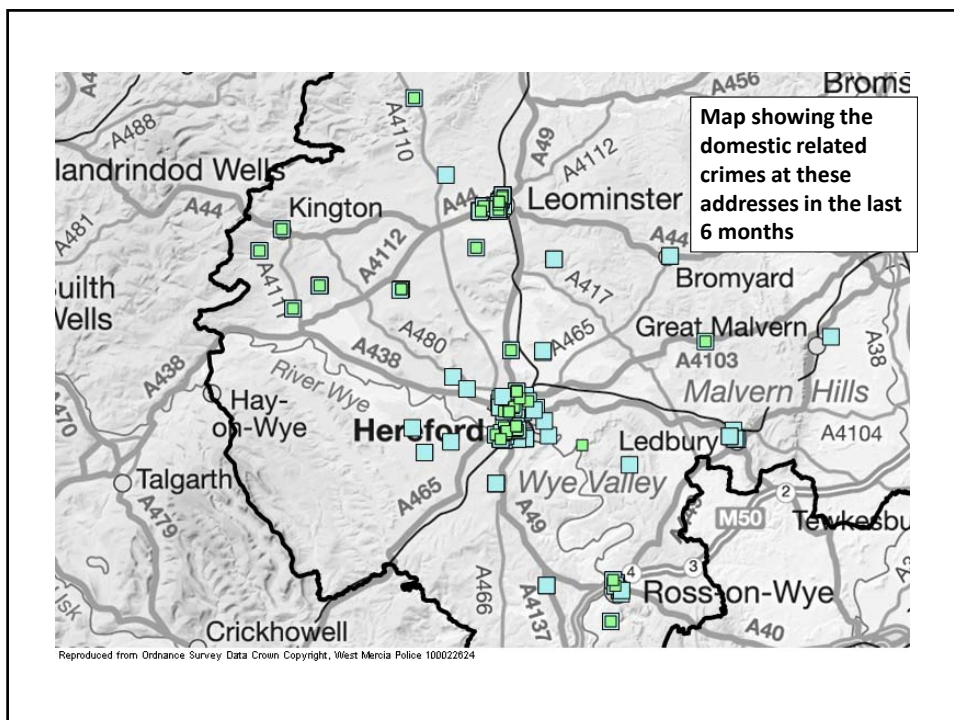 A456
Broms
A488
A4110
A49
A4112
Map showing the
domestic related
crimes at these
addresses in the last
6 months
landrindod Wells
A44
Kington
A44
Leominster
A481
A4112
A44
Bromyard
A4111
A417
uilth
Wells
A480
A465
Great Malvern
A4103
A38
A438
A438
River Wye
Malvern Hills
Hay-
on-Wye
Hereford
Ledbury
A4104
A470
Talgarth
A465
Wye Valley
A479
A49
M50
2
Tewkesbu
4
3
Usk
A466
A4137
Ross-on-Wye
Crickhowell
A40
Reproduced from Ordnance Survey Data Crown Copyright, West Mercia Police 100022624